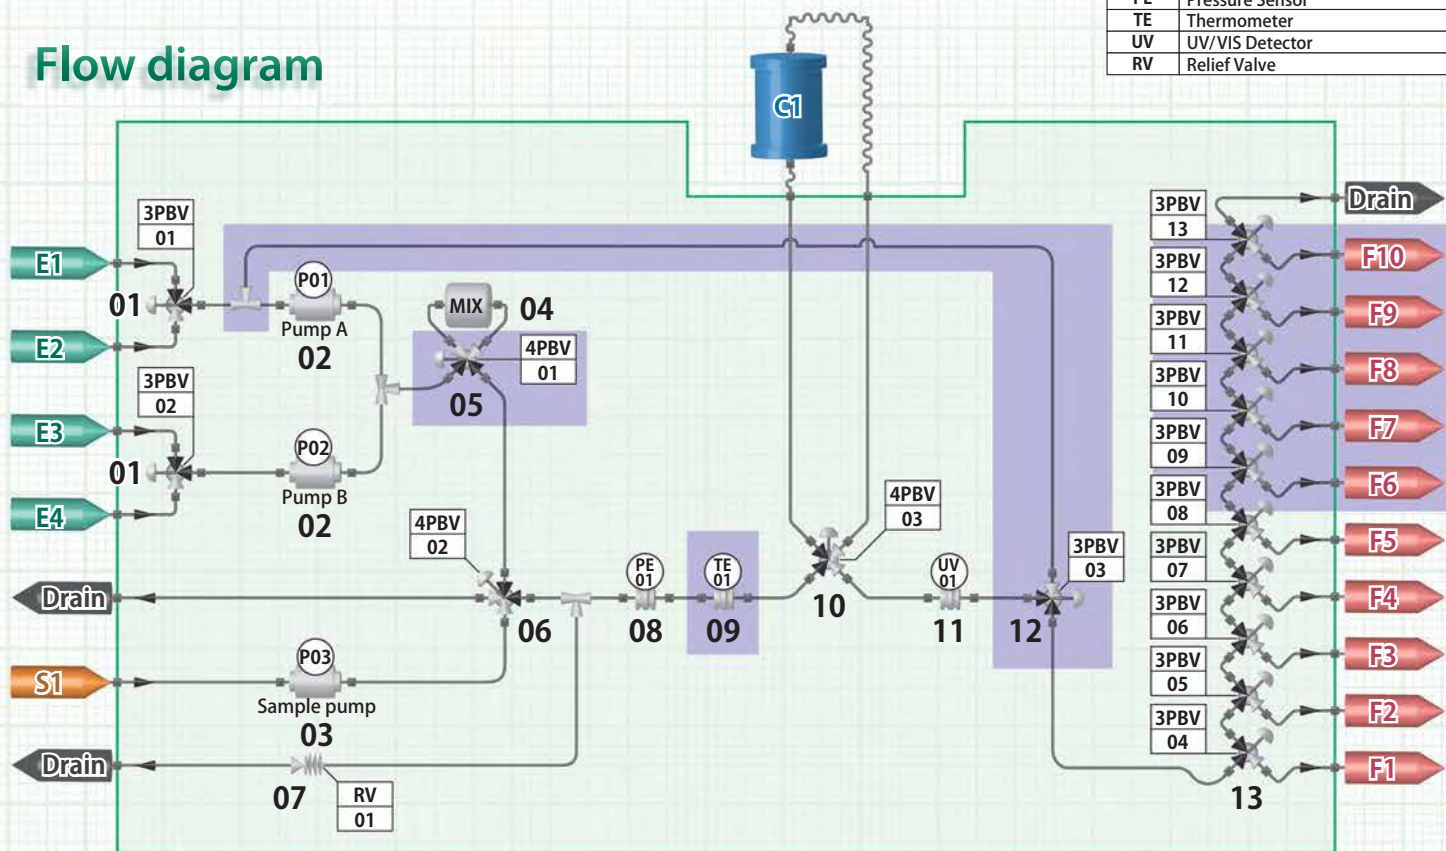 PE Pressure Sensor
TE Thermometer
UV UV/VIS Detector
RV Relief Valve
Flow diagram
C1
3PBV
01
E1
01
E2
P01
Pump A
02
MIX
04
4PBV
01
05
3PBV
02
E3
01
E4
P02
Pump B
02
4PBV
02
Drain
06
PE
01
08
TE
01
09
4PBV
03
10
UV
01
11
3PBV
03
12
S1
P03
Sample pump
03
Drain
07
RV
01
3PBV
13
Drain
12
F10
3PBV
11
F9
3PBV
10
F8
3PBV
09
F7
3PBV
08
F6
3PBV
07
F5
3PBV
06
F4
3PBV
05
F3
3PBV
04
F2
F1
13